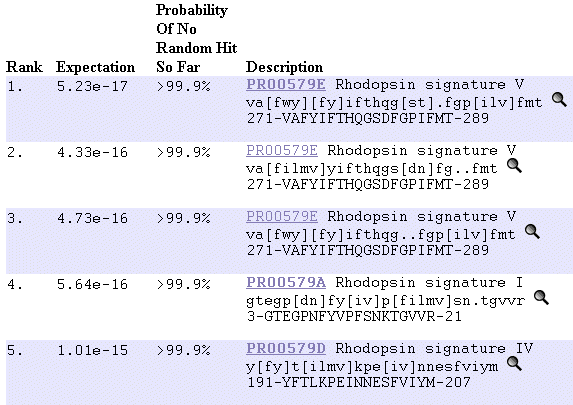 Probability
Of No
Random Hit
Rank Expectation So Far Description
1. 5.23e-17 >99.9% PR00579E Rhodopsin signature V
va[fwy][fy]ifthqg[st].fgp[ilv]fmt
271-VAFYIFTHQGSDFGPIFMT-289
2. 4.33e-16 >99.9% PR00579E Rhodopsin signature V
va[filmv]yifthqgs[dn]fg..fmt
271-VAFYIFTHQGSDFGPIFMT-289
3. 4.73e-16 >99.9% PR00579E Rhodopsin signature V
va[fwy][fy]ifthqg..fgp[ilv]fmt
271-VAFYIFTHQGSDFGPIFMT-289
4. 5.64e-16 >99.9% PR00579A Rhodopsin signature I
gtegp[dn]fy[iv]p[filmv]sn.tgvvr
3-GTEGPNFYVPFSNKTGVVR-21
5. 1.01e-15 >99.9% PR00579D Rhodopsin signature IV
y[fy]t[ilmv]kpe[iv]nnesfviym
191-YFTLKPEINNESFVIYM-207